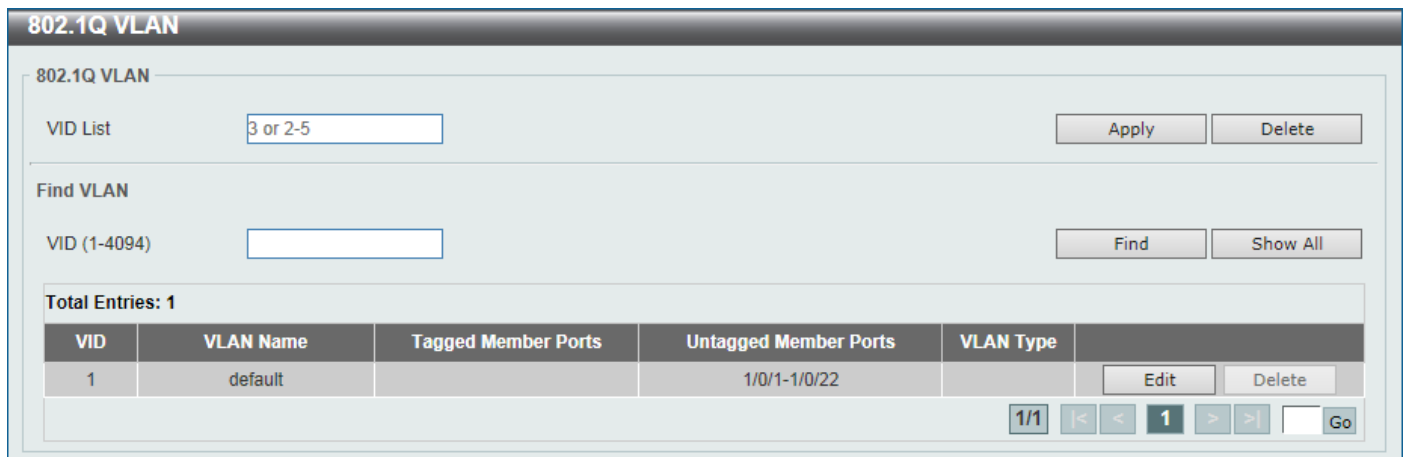 802.1Q VLAN
802.1Q VLAN
VID List 3 or 2-5 Apply Delete
Find VLAN
VID (1-4094) Find Show All
Total Entries: 1
VID VLAN Name Tagged Member Ports Untagged Member Ports VLAN Type
1 default 1/0/1-1/0/22 Edit Delete
1/1 |< < 1 > >| Go